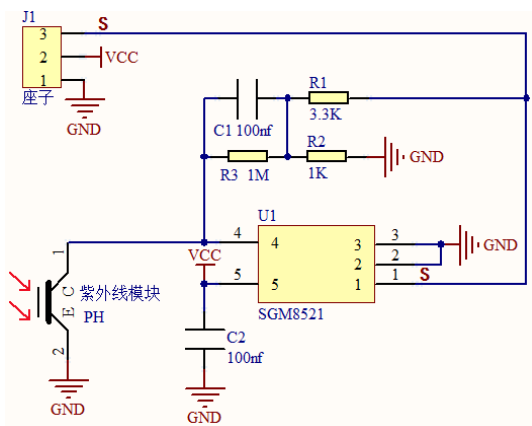 J1
3
S
2
VCC
1
座子
GND
R1
C1 100nf
3.3K
R2
R3 1M
1K
GND
U1
4
4
3
3
VCC
2
2
GND
1
C
紫外线模块
5
5
1
1
S
E
PH
SGM8521
2
C2
100nf
GND
GND